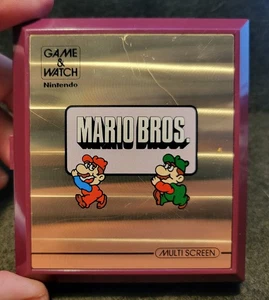 GAME
&
WATCH
Nintendo
MARIO BROS.
MULTI SCREEN